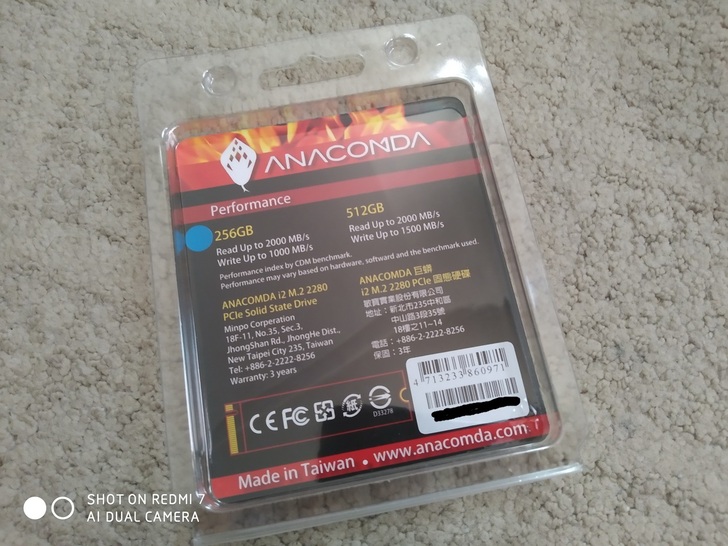 ANACOMDA
Performance
256GB
Read Up to 2000 MB/s
Write Up to 1000 MB/s
512GB
Read Up to 2000 MB/s
Write Up to 1500 MB/s
Performance index by CDM benchmark.
Performance may vary based on hardware, softward and the benchmark used.
ANACOMDA i2 M.2 2280
PCIe Solid State Drive
Minpo Corporation
18F-11, No.35, Sec.3,
JhongShan Rd., JhongHe Dist.,
New Taipei City 235, Taiwan
Tel: +886-2-2222-8256
Warranty: 3 years
ANACOMDA 巨蟒
i2 M.2 2280 PCIe 固態硬碟
敏寶實業股份有限公司
地址：新北市235中和區
中山路3段35號
18樓之11~14
電話：+886-2-2222-8256
保固：3年
4 713233 860971
CE FC 紙
D33278
Made in Taiwan • www.anacomda.com
SHOT ON REDMI 7
AI DUAL CAMERA